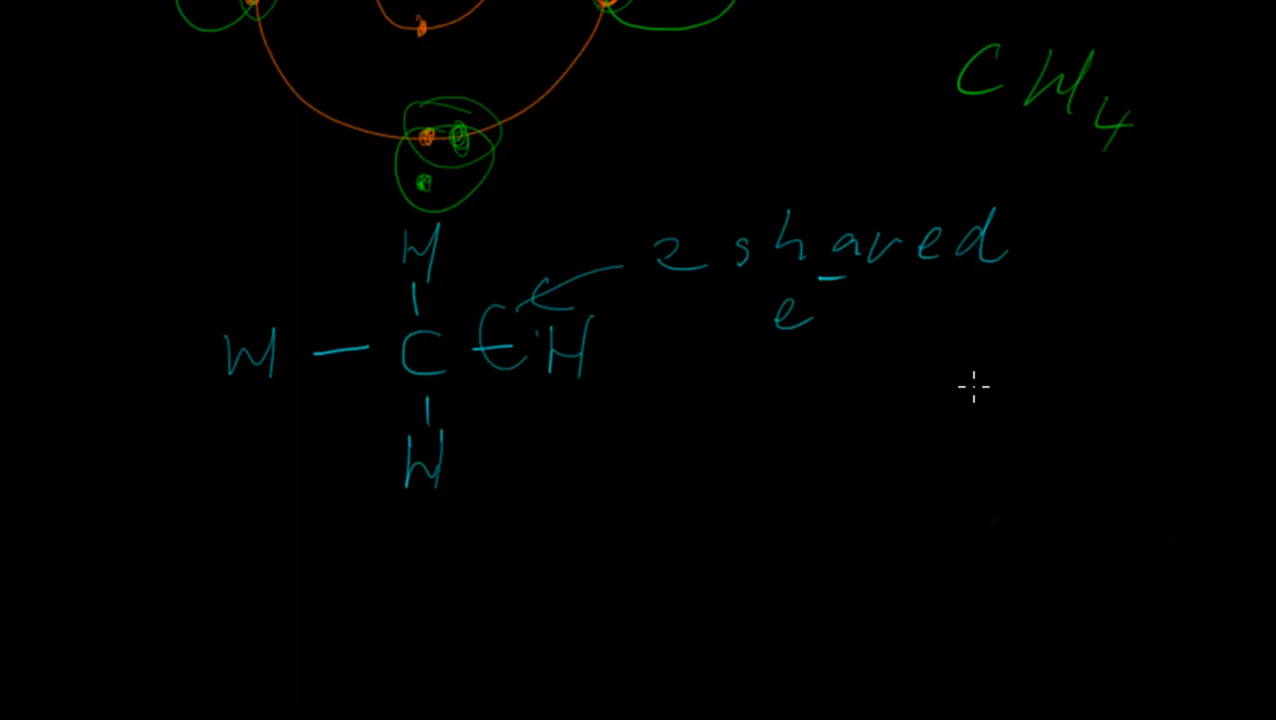 CH₄
H
2 shared
e⁻
H — C — H
H